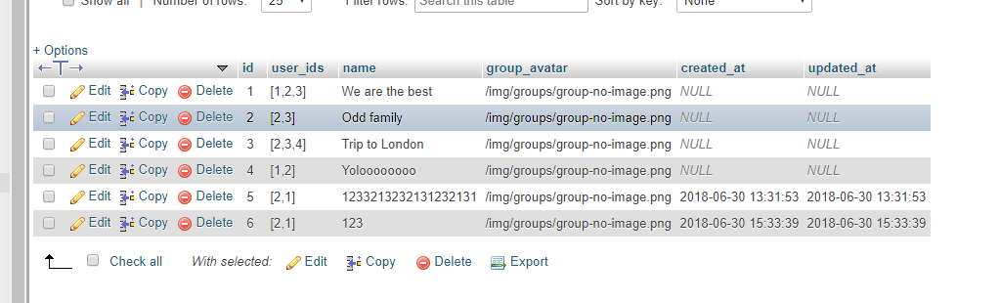 Show all | Number of rows: 25 Filter rows: Search this table Sort by key: None
+ Options
id user_ids name group_avatar created_at updated_at
Edit Copy Delete 1 [1,2,3] We are the best /img/groups/group-no-image.png NULL NULL
Edit Copy Delete 2 [2,3] Odd family /img/groups/group-no-image.png NULL NULL
Edit Copy Delete 3 [2,3,4] Trip to London /img/groups/group-no-image.png NULL NULL
Edit Copy Delete 4 [1,2] Yoloooooooo /img/groups/group-no-image.png NULL NULL
Edit Copy Delete 5 [2,1] 1233213232131232131 /img/groups/group-no-image.png 2018-06-30 13:31:53 2018-06-30 13:31:53
Edit Copy Delete 6 [2,1] 123 /img/groups/group-no-image.png 2018-06-30 15:33:39 2018-06-30 15:33:39
Check all With selected: Edit Copy Delete Export